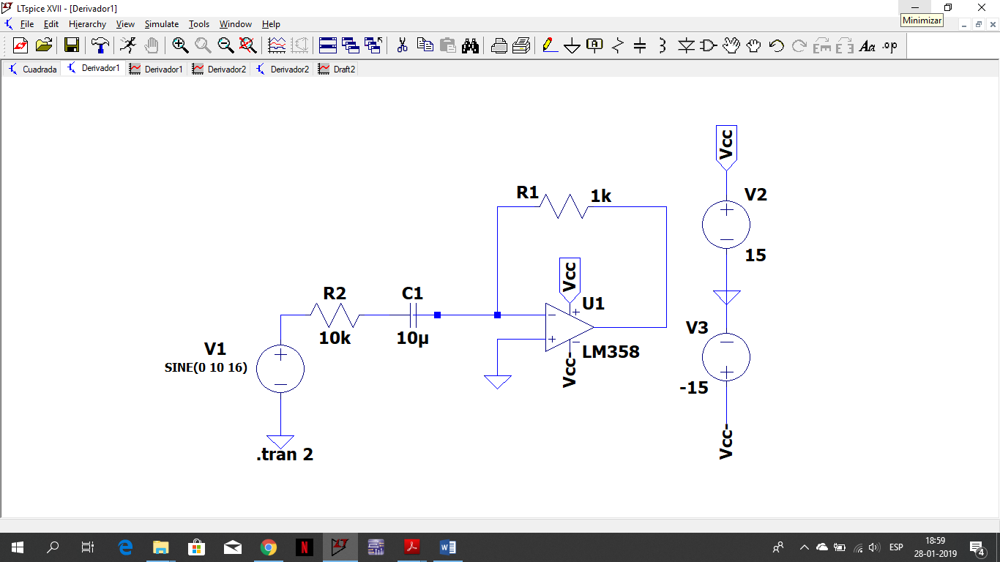 LTspice XVII - [Derivador1]
Minimizar
File Edit Hierarchy View Simulate Tools Window Help
Cuadrada Derivador1 Derivador1 Derivador2 Derivador2 Draft2
Vcc
R1 1k
V2
15
Vcc
U1
R2
10k
C1
10µ
LM358
Vcc-
V1
SINE(0 10 16)
V3
-15
Vcc-
.tran 2
ESP
18:59
28-01-2019
4